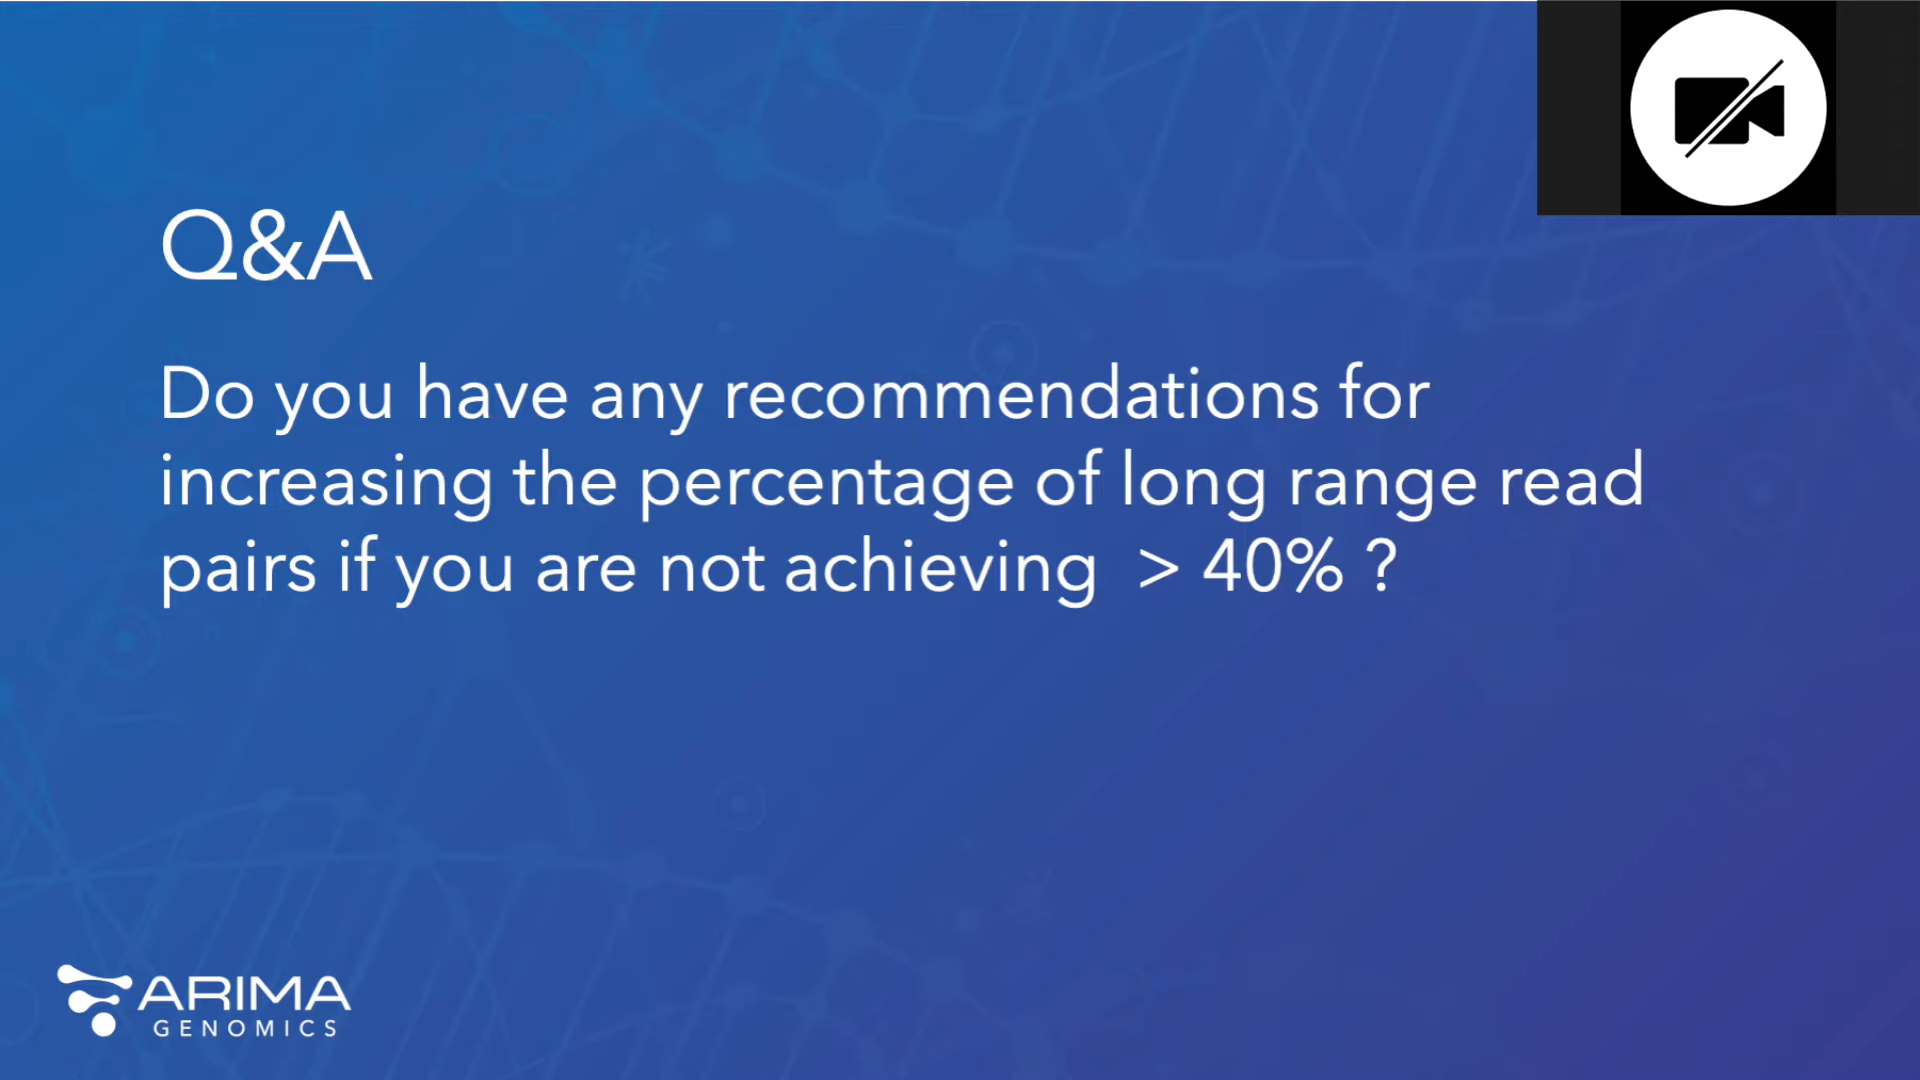 Q&A
Do you have any recommendations for
increasing the percentage of long range read
pairs if you are not achieving  > 40% ?
ARIMA
GENOMICS